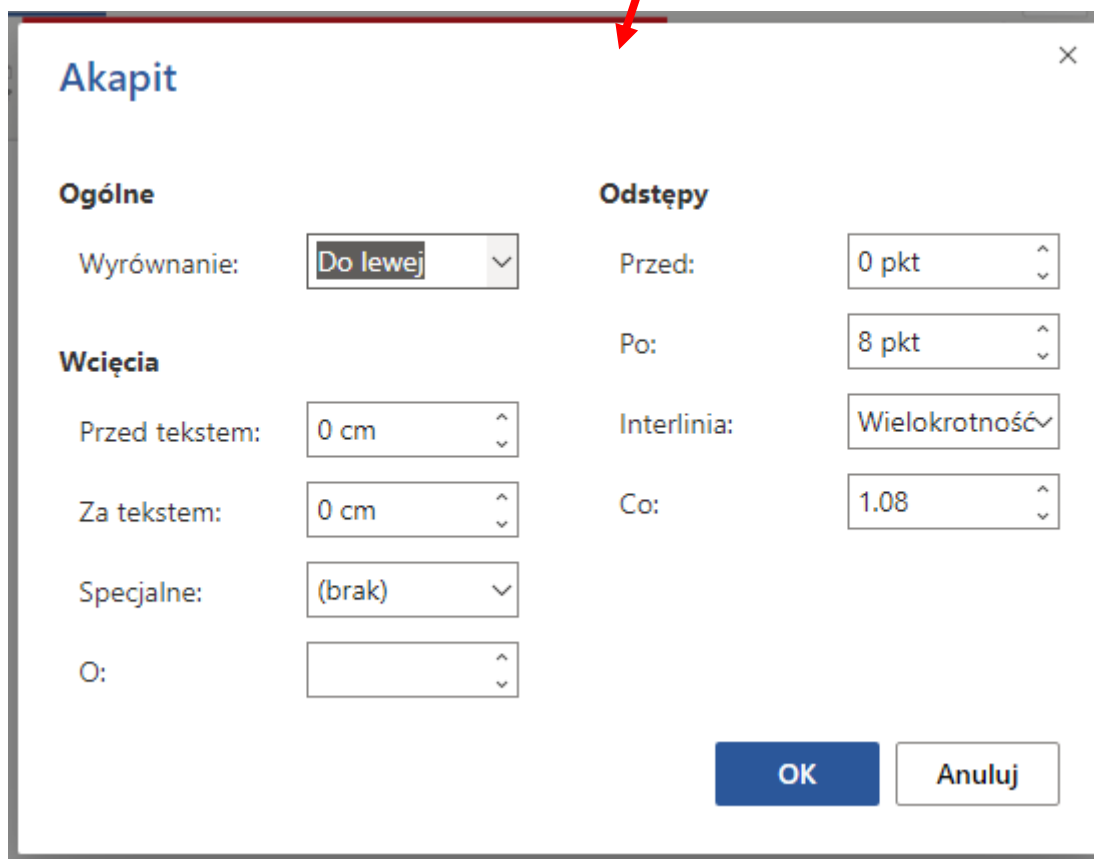 Akapit
Ogólne
Wyrównanie: Do lewej
Wcięcia
Przed tekstem: 0 cm
Za tekstem: 0 cm
Specjalne: (brak)
O:
Odstępy
Przed: 0 pkt
Po: 8 pkt
Interlinia: Wielokrotność
Co: 1.08
OK Anuluj